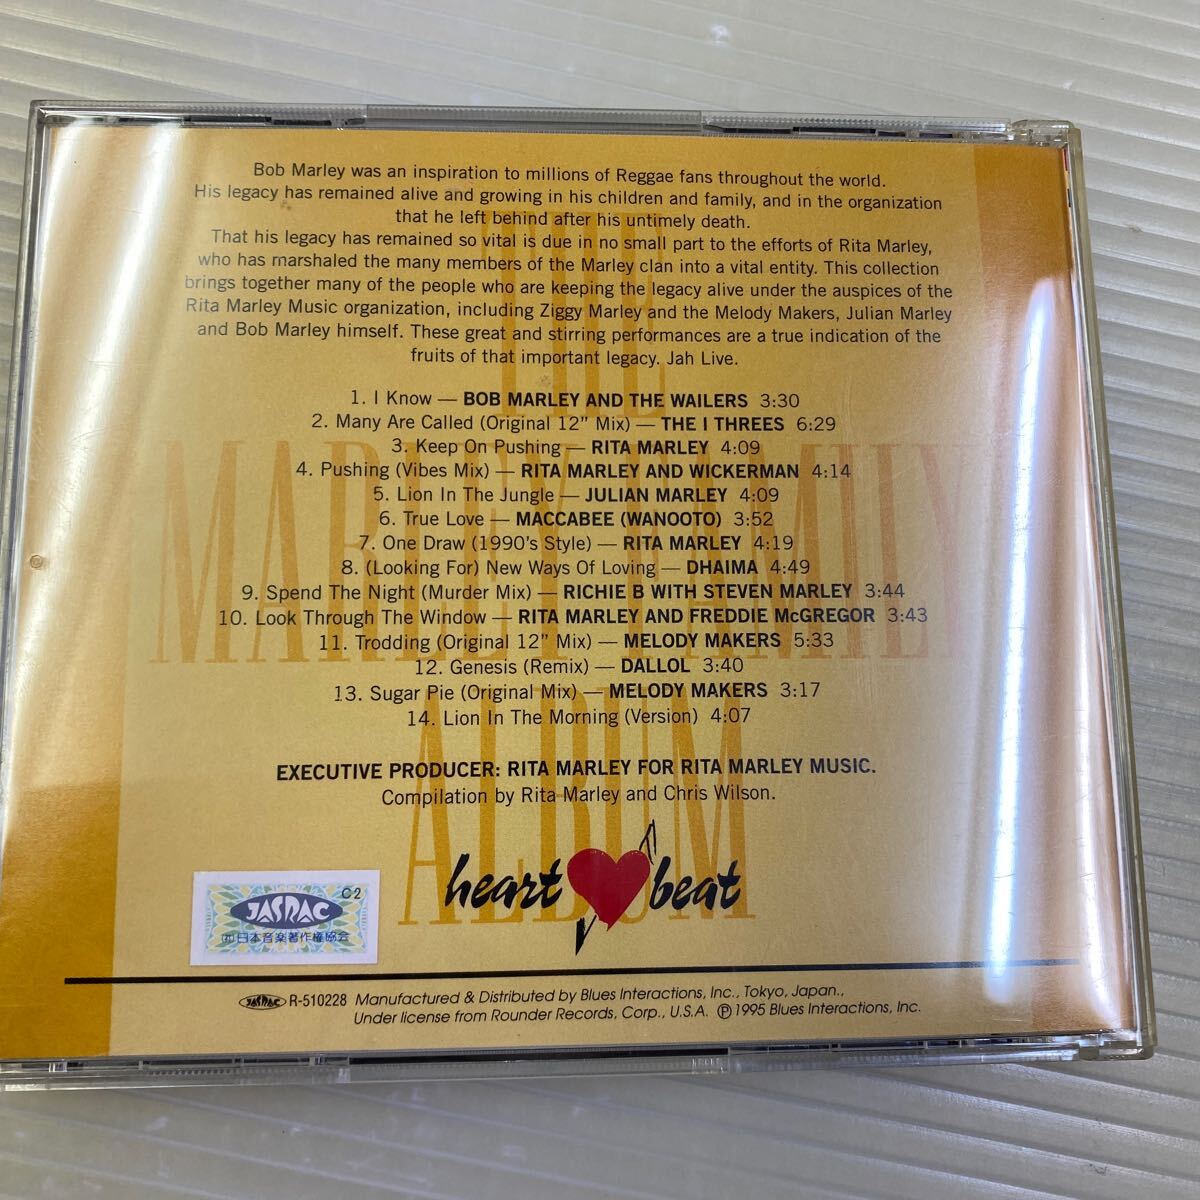 Bob Marley was an inspiration to millions of Reggae fans throughout the world.
His legacy has remained alive and growing in his children and family, and in the organization
that he left behind after his untimely death.
That his legacy has remained so vital is due in no small part to the efforts of Rita Marley,
who has marshaled the many members of the Marley clan into a vital entity. This collection
brings together many of the people who are keeping the legacy alive under the auspices of the
Rita Marley Music organization, including Ziggy Marley and the Melody Makers, Julian Marley
and Bob Marley himself. These great and stirring performances are a true indication of the
fruits of that important legacy. Jah Live.
THE
MARLEY FAMILY
ALBUM
1. I Know — BOB MARLEY AND THE WAILERS 3:30
2. Many Are Called (Original 12” Mix) — THE I THREES 6:29
3. Keep On Pushing — RITA MARLEY 4:09
4. Pushing (Vibes Mix) — RITA MARLEY AND WICKERMAN 4:14
5. Lion In The Jungle — JULIAN MARLEY 4:09
6. True Love — MACCABEE (WANOOTO) 3:52
7. One Draw (1990's Style) — RITA MARLEY 4:19
8. (Looking For) New Ways Of Loving — DHAIMA 4:49
9. Spend The Night (Murder Mix) — RICHIE B WITH STEVEN MARLEY 3:44
10. Look Through The Window — RITA MARLEY AND FREDDIE McGREGOR 3:43
11. Trodding (Original 12” Mix) — MELODY MAKERS 5:33
12. Genesis (Remix) — DALLOL 3:40
13. Sugar Pie (Original Mix) — MELODY MAKERS 3:17
14. Lion In The Morning (Version) 4:07
EXECUTIVE PRODUCER: RITA MARLEY FOR RITA MARLEY MUSIC.
Compilation by Rita Marley and Chris Wilson.
heart beat
C2
JASRAC
㈳日本音楽著作権協会
JASRAC R-510228 Manufactured & Distributed by Blues Interactions, Inc., Tokyo, Japan.,
Under license from Rounder Records, Corp., U.S.A. ℗1995 Blues Interactions, Inc.